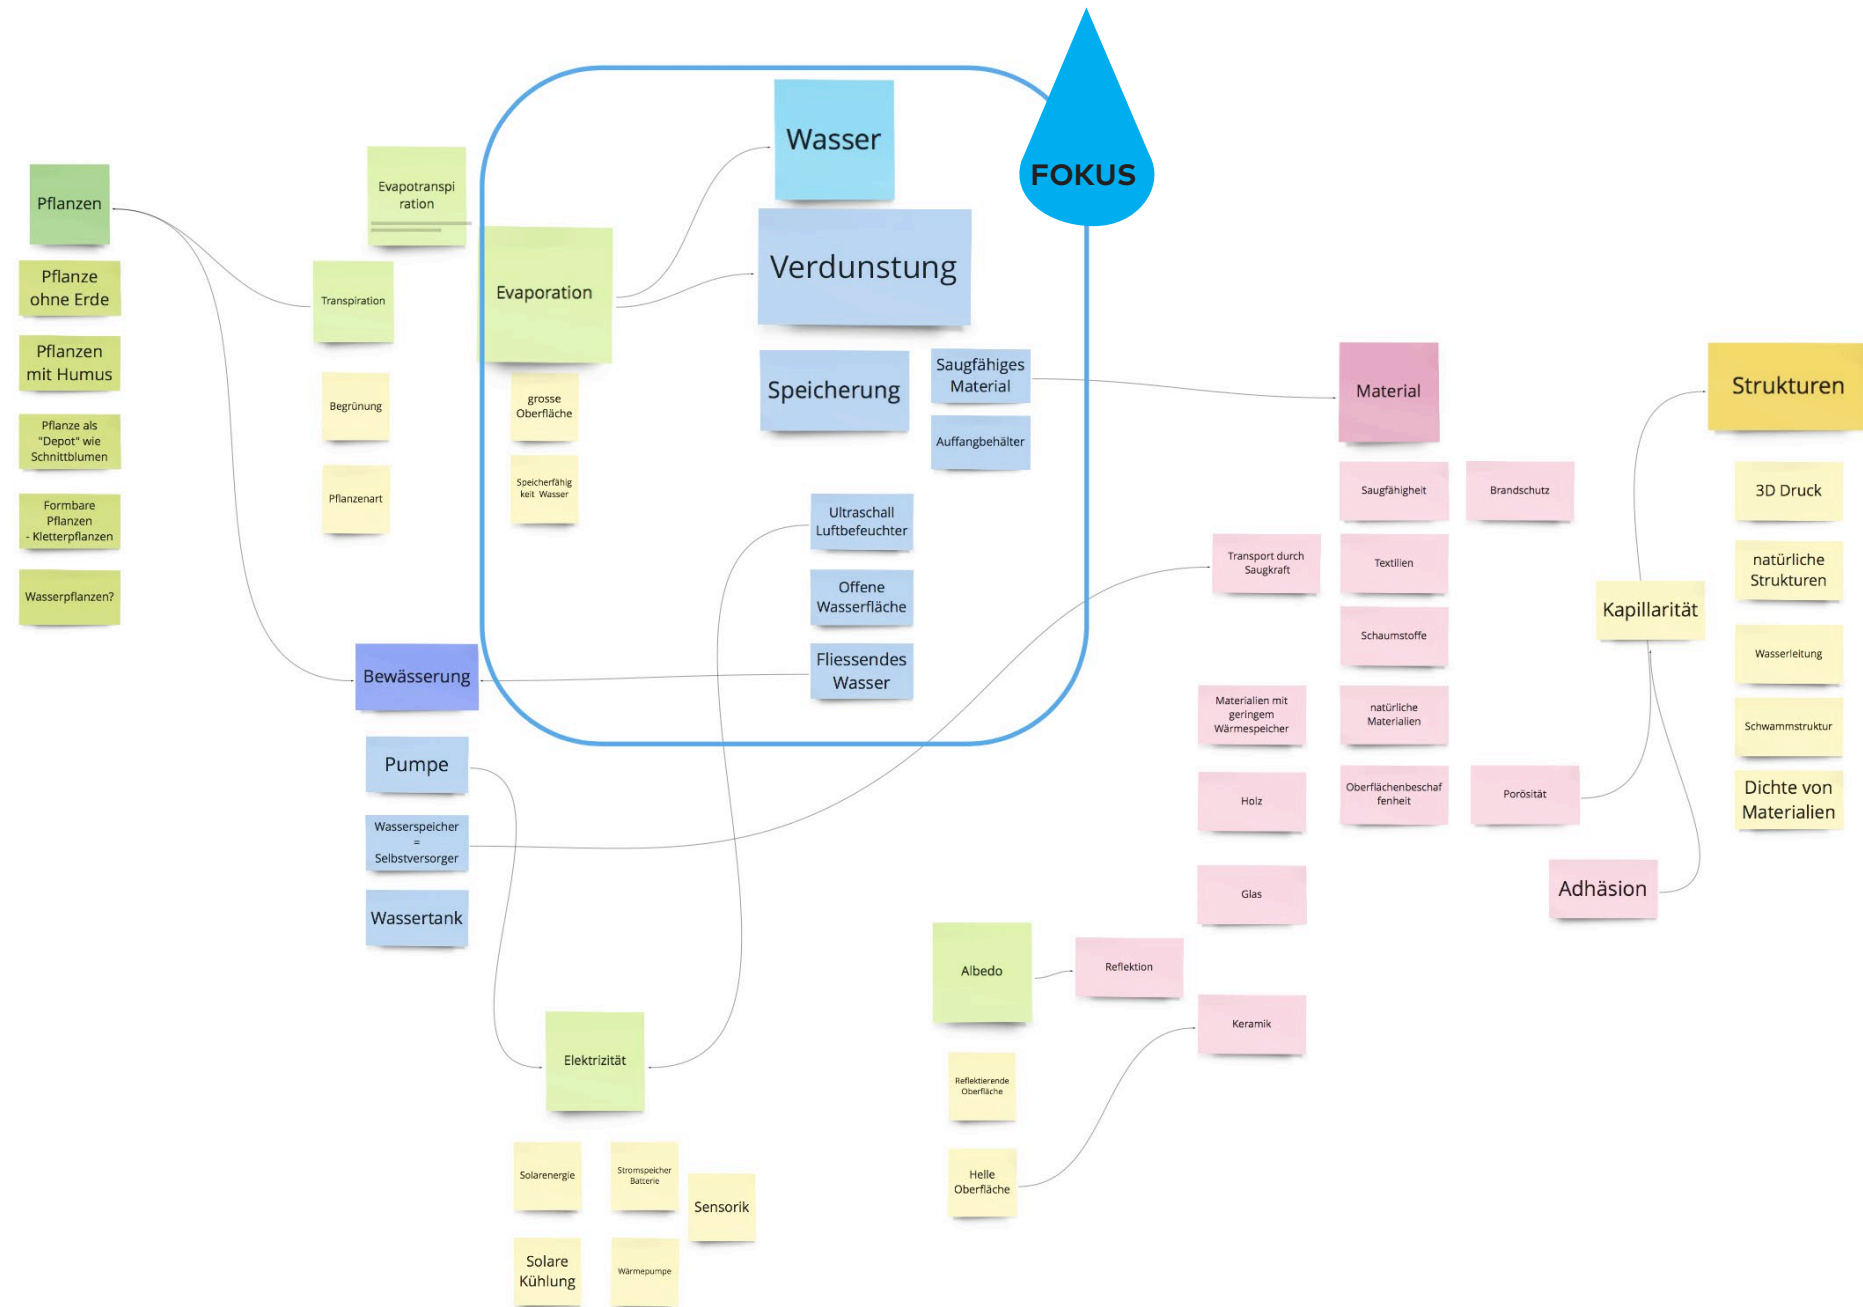 FOKUS
Wasser
Verdunstung
Evaporation
grosse
Oberfläche
Speicherfähig
keit Wasser
Speicherung
Saugfähiges
Material
Auffangbehälter
Ultraschall
Luftbefeuchter
Offene
Wasserfläche
Fliessendes
Wasser
Pflanzen
Pflanze
ohne Erde
Pflanzen
mit Humus
Pflanze als
"Depot" wie
Schnittblumen
Formbare
Pflanzen
- Kletterpflanzen
Wasserpflanzen?
Evapotranspi
ration
Transpiration
Begrünung
Pflanzenart
Bewässerung
Pumpe
Wasserspeicher
=
Selbstversorger
Wassertank
Elektrizität
Solarenergie
Stromspeicher
Batterie
Sensorik
Solare
Kühlung
Wärmepumpe
Material
Saugfähigheit
Brandschutz
Transport durch
Saugkraft
Textilien
Schaumstoffe
Materialien mit
geringem
Wärmespeicher
natürliche
Materialien
Holz
Oberflächenbeschaf
fenheit
Porösität
Glas
Adhäsion
Keramik
Albedo
Reflektion
Reflektierende
Oberfläche
Helle
Oberfläche
Strukturen
3D Druck
natürliche
Strukturen
Kapillarität
Wasserleitung
Schwammstruktur
Dichte von
Materialien